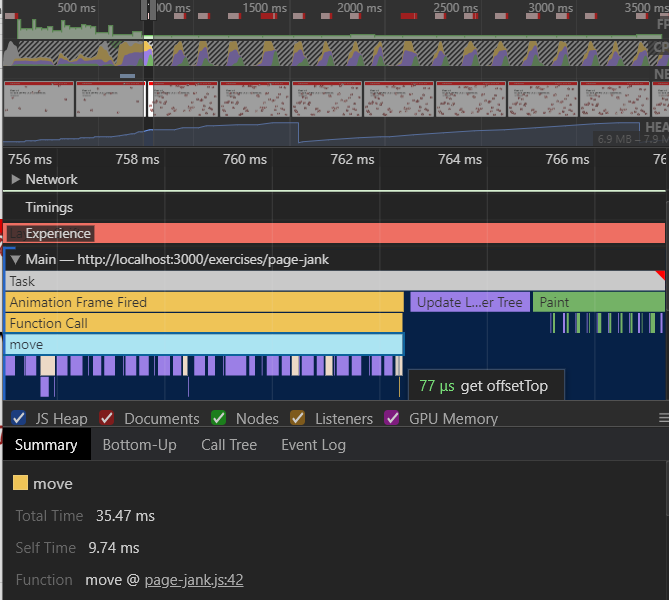 500 ms 000 ms 1500 ms 2000 ms 2500 ms 3000 ms 3500 ms
FP
CP
NE
HEA
6.9 MB – 7.9 M
756 ms 758 ms 760 ms 762 ms 764 ms 766 ms 76
Network
Timings
Experience
Main — http://localhost:3000/exercises/page-jank
Task
Animation Frame Fired Update L...er Tree Paint
Function Call
move
77 μs get offsetTop
JS Heap Documents Nodes Listeners GPU Memory
Summary Bottom-Up Call Tree Event Log
move
Total Time 35.47 ms
Self Time 9.74 ms
Function move @ page-jank.js:42